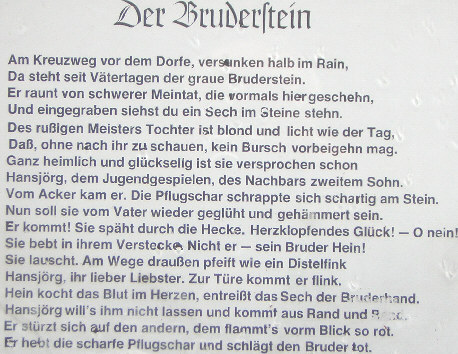 Der Bruderstein
Am Kreuzweg vor dem Dorfe, versunken halb im Rain,
Da steht seit Vätertagen der graue Bruderstein.
Er raunt von schwerer Meintat, die vormals hiergeschehn,
Und eingegraben siehst du ein Sech im Steine stehn.
Des rußigen Meisters Tochter ist blond und licht wie der Tag,
Daß, ohne nach ihr zu schauen, kein Bursch vorbeigehn mag.
Ganz heimlich und glückselig ist sie versprochen schon
Hansjörg, dem Jugendgespielen, des Nachbars zweitem Sohn.
Vom Acker kam er. Die Pflugschar schrappte sich schartig am Stein.
Nun soll sie vom Vater wieder geglüht und gehämmert sein.
Er kommt! Sie späht durch die Hecke. Herzklopfendes Glück! – O nein!
Sie bebt in ihrem Verstecke. Nicht er – sein Bruder Hein!
Sie lauscht. Am Wege draußen pfeift wie ein Distelfink
Hansjörg, ihr lieber Liebster. Zur Türe kommt er flink.
Hein kocht das Blut im Herzen, entreißt das Sech der Bruderhand.
Hansjörg will's ihm nicht lassen und kommt aus Rand und
Er stürzt sich auf den andern, dem flammt's vorm Blick so rot.
Er hebt die scharfe Pflugschar und schlägt den Bruder tot.